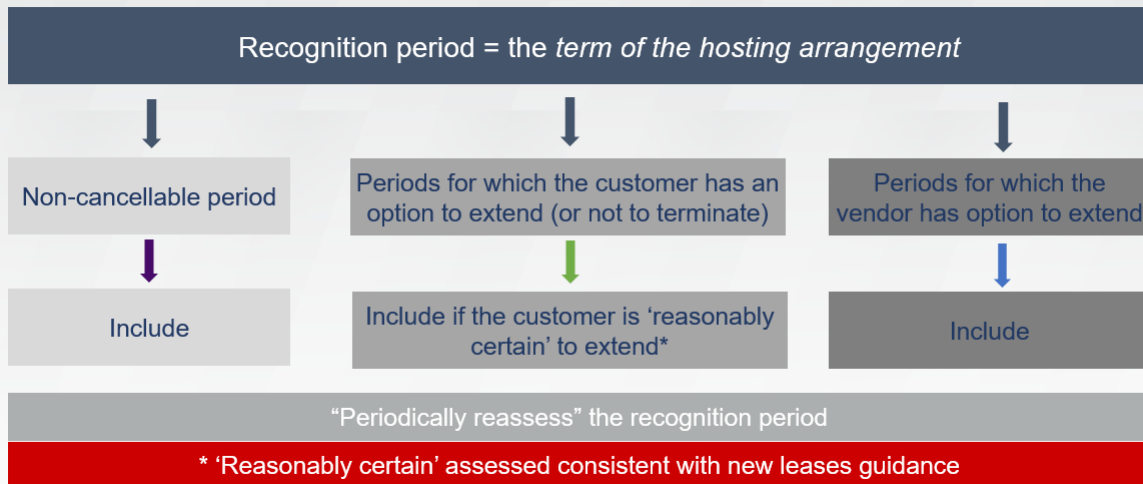 Recognition period = the term of the hosting arrangement
Non-cancellable period
Periods for which the customer has an
option to extend (or not to terminate)
Periods for which the
vendor has option to extend
Include
Include if the customer is ‘reasonably
certain’ to extend*
Include
“Periodically reassess” the recognition period
* ‘Reasonably certain’ assessed consistent with new leases guidance